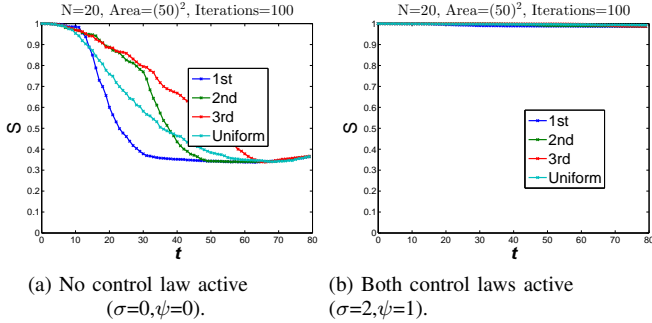 N=20, Area=(50)², Iterations=100
1
0.9
0.8
0.7
0.6
0.5
0.4
0.3
0.2
0.1
0
S
1st
2nd
3rd
Uniform
0 10 20 30 40 50 60 70 80
t
(a) No control law active
(σ=0,ψ=0).
N=20, Area=(50)², Iterations=100
1
0.9
0.8
0.7
0.6
0.5
0.4
0.3
0.2
0.1
0
S
1st
2nd
3rd
Uniform
0 10 20 30 40 50 60 70 80
t
(b) Both control laws active
(σ=2,ψ=1).